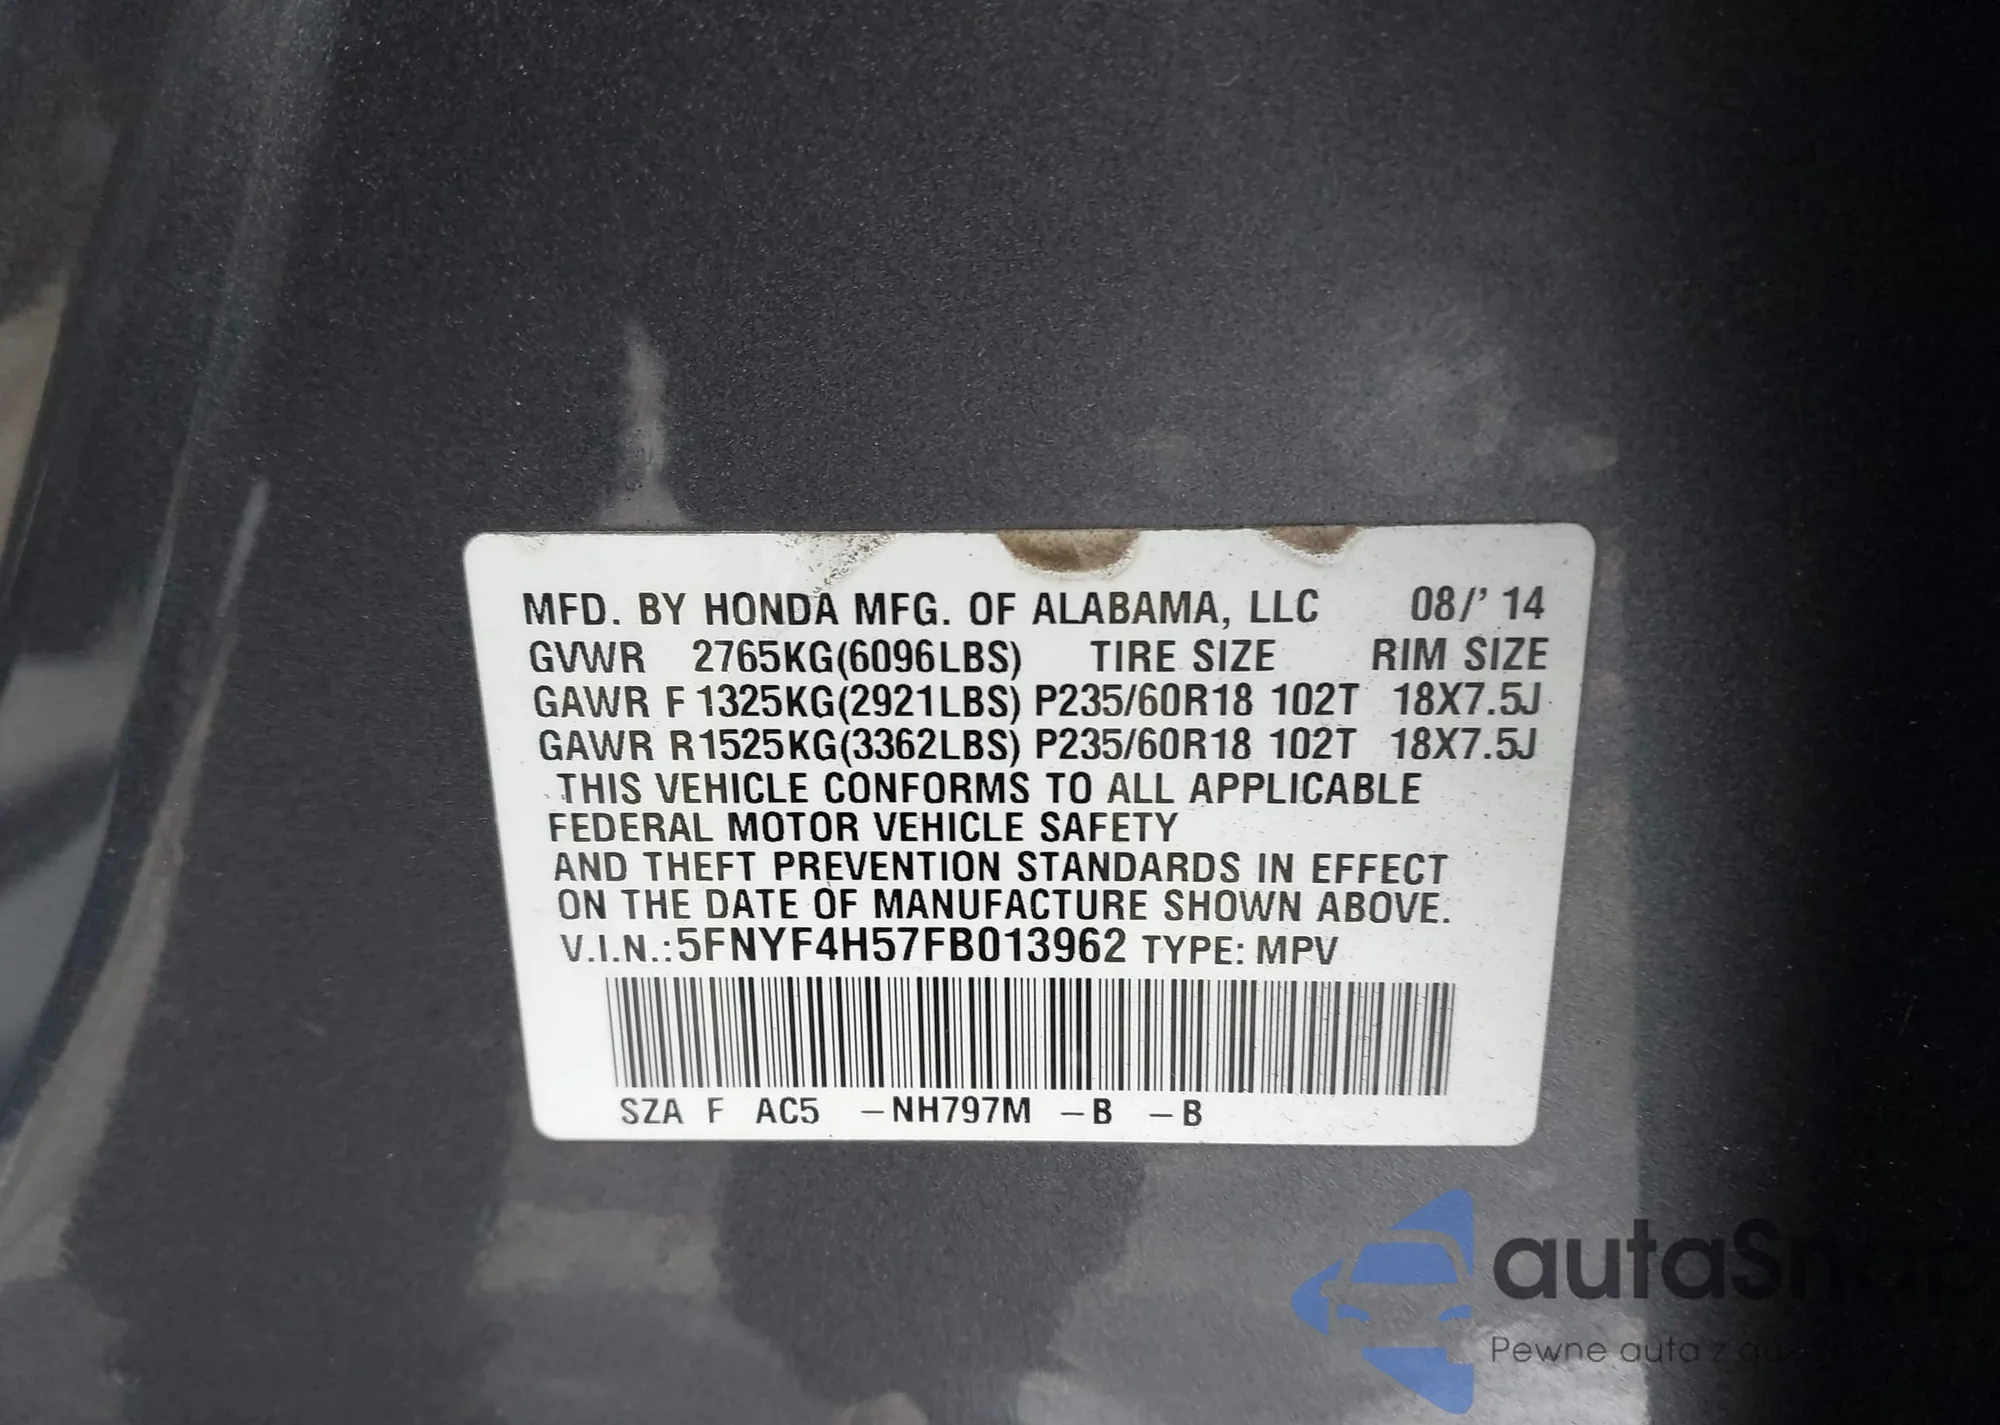 MFD. BY HONDA MFG. OF ALABAMA, LLC 08/' 14
GVWR 2765KG(6096LBS) TIRE SIZE RIM SIZE
GAWR F 1325KG(2921LBS) P235/60R18 102T 18X7.5J
GAWR R 1525KG(3362LBS) P235/60R18 102T 18X7.5J
THIS VEHICLE CONFORMS TO ALL APPLICABLE
FEDERAL MOTOR VEHICLE SAFETY
AND THEFT PREVENTION STANDARDS IN EFFECT
ON THE DATE OF MANUFACTURE SHOWN ABOVE.
V.I.N.:5FNYF4H57FB013962 TYPE: MPV
SZA F AC5 –NH797M –B –B
autaSnap
Pewne auta z